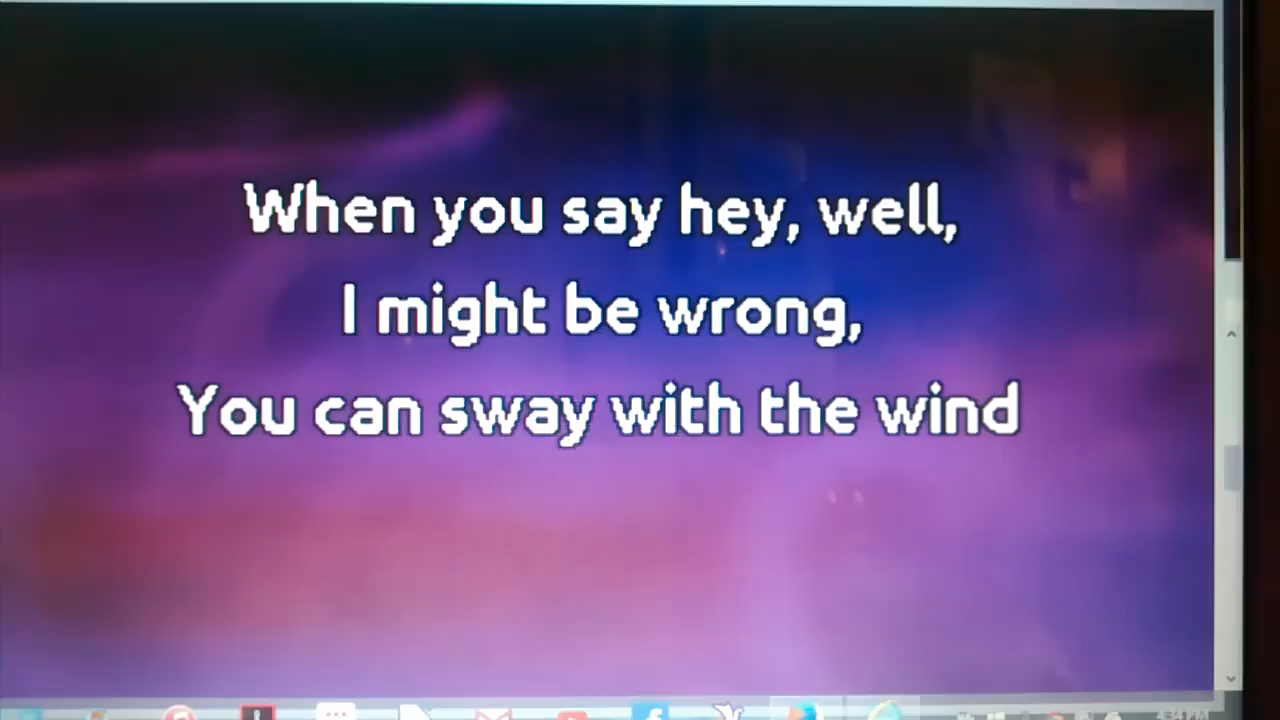 When you say hey, well,
I might be wrong,
You can sway with the wind